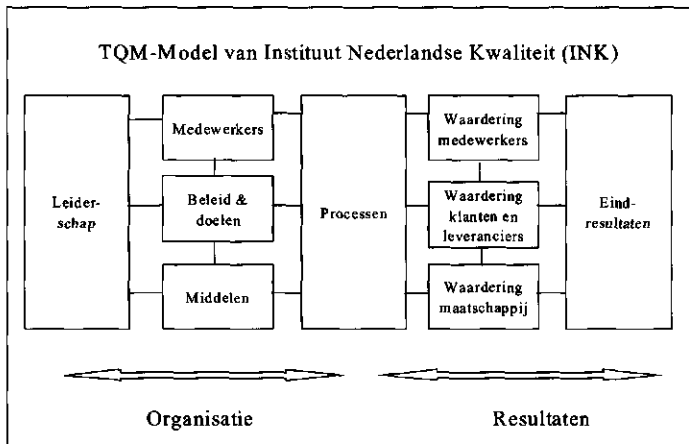 TQM-Model van Instituut Nederlandse Kwaliteit (INK)
Leider-
schap
Medewerkers
Beleid &
doelen
Middelen
Processen
Waardering
medewerkers
Waardering
klanten en
leveranciers
Waardering
maatschappij
Eind-
resultaten
Organisatie
Resultaten